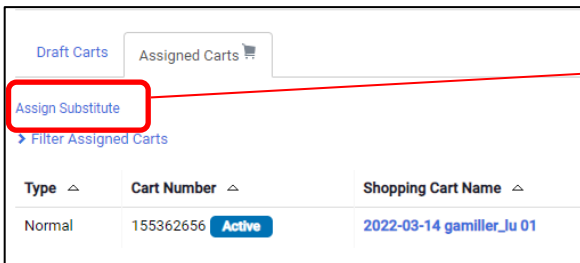 Draft Carts Assigned Carts
Assign Substitute
Filter Assigned Carts
Type Cart Number Shopping Cart Name
Normal 155362656 Active 2022-03-14 gamiller_lu 01